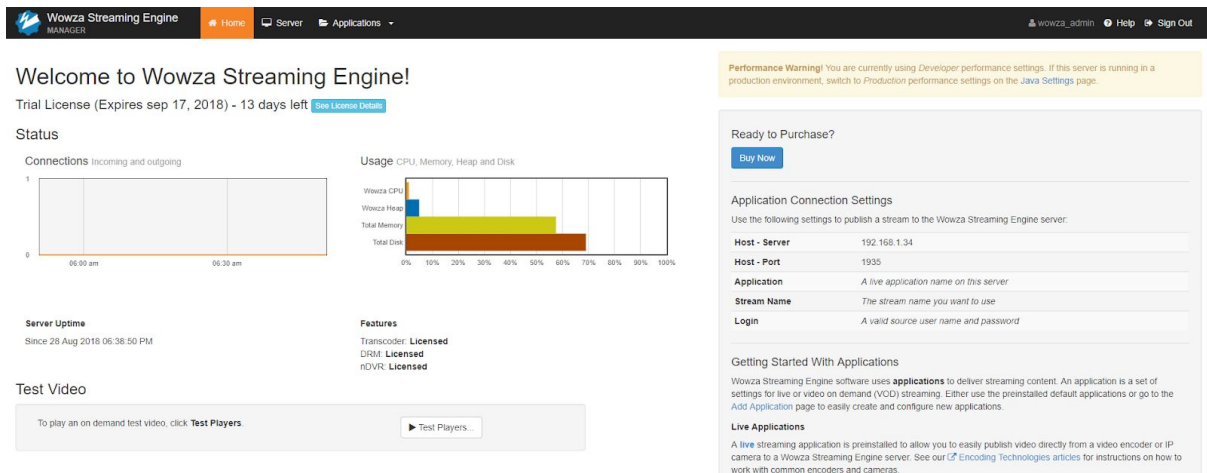 Wowza Streaming Engine
MANAGER
Home
Server
Applications
wowza_admin
Help
Sign Out
Welcome to Wowza Streaming Engine!
Trial License (Expires sep 17, 2018) - 13 days left See License Details
Status
Connections Incoming and outgoing
1
0
06:00 am
06:30 am
Usage CPU, Memory, Heap and Disk
Wowza CPU
Wowza Heap
Total Memory
Total Disk
0% 10% 20% 30% 40% 50% 60% 70% 80% 90% 100%
Server Uptime
Since 28 Aug 2018 06:38:50 PM
Features
Transcoder: Licensed
DRM: Licensed
nDVR: Licensed
Test Video
To play an on demand test video, click Test Players.
Test Players...
Performance Warning! You are currently using Developer performance settings. If this server is running in a
production environment, switch to Production performance settings on the Java Settings page.
Ready to Purchase?
Buy Now
Application Connection Settings
Use the following settings to publish a stream to the Wowza Streaming Engine server:
Host - Server 192.168.1.34
Host - Port 1935
Application A live application name on this server
Stream Name The stream name you want to use
Login A valid source user name and password
Getting Started With Applications
Wowza Streaming Engine software uses applications to deliver streaming content. An application is a set of
settings for live or video on demand (VOD) streaming. Either use the preinstalled default applications or go to the
Add Application page to easily create and configure new applications.
Live Applications
A live streaming application is preinstalled to allow you to easily publish video directly from a video encoder or IP
camera to a Wowza Streaming Engine server. See our Encoding Technologies articles for instructions on how to
work with common encoders and cameras.